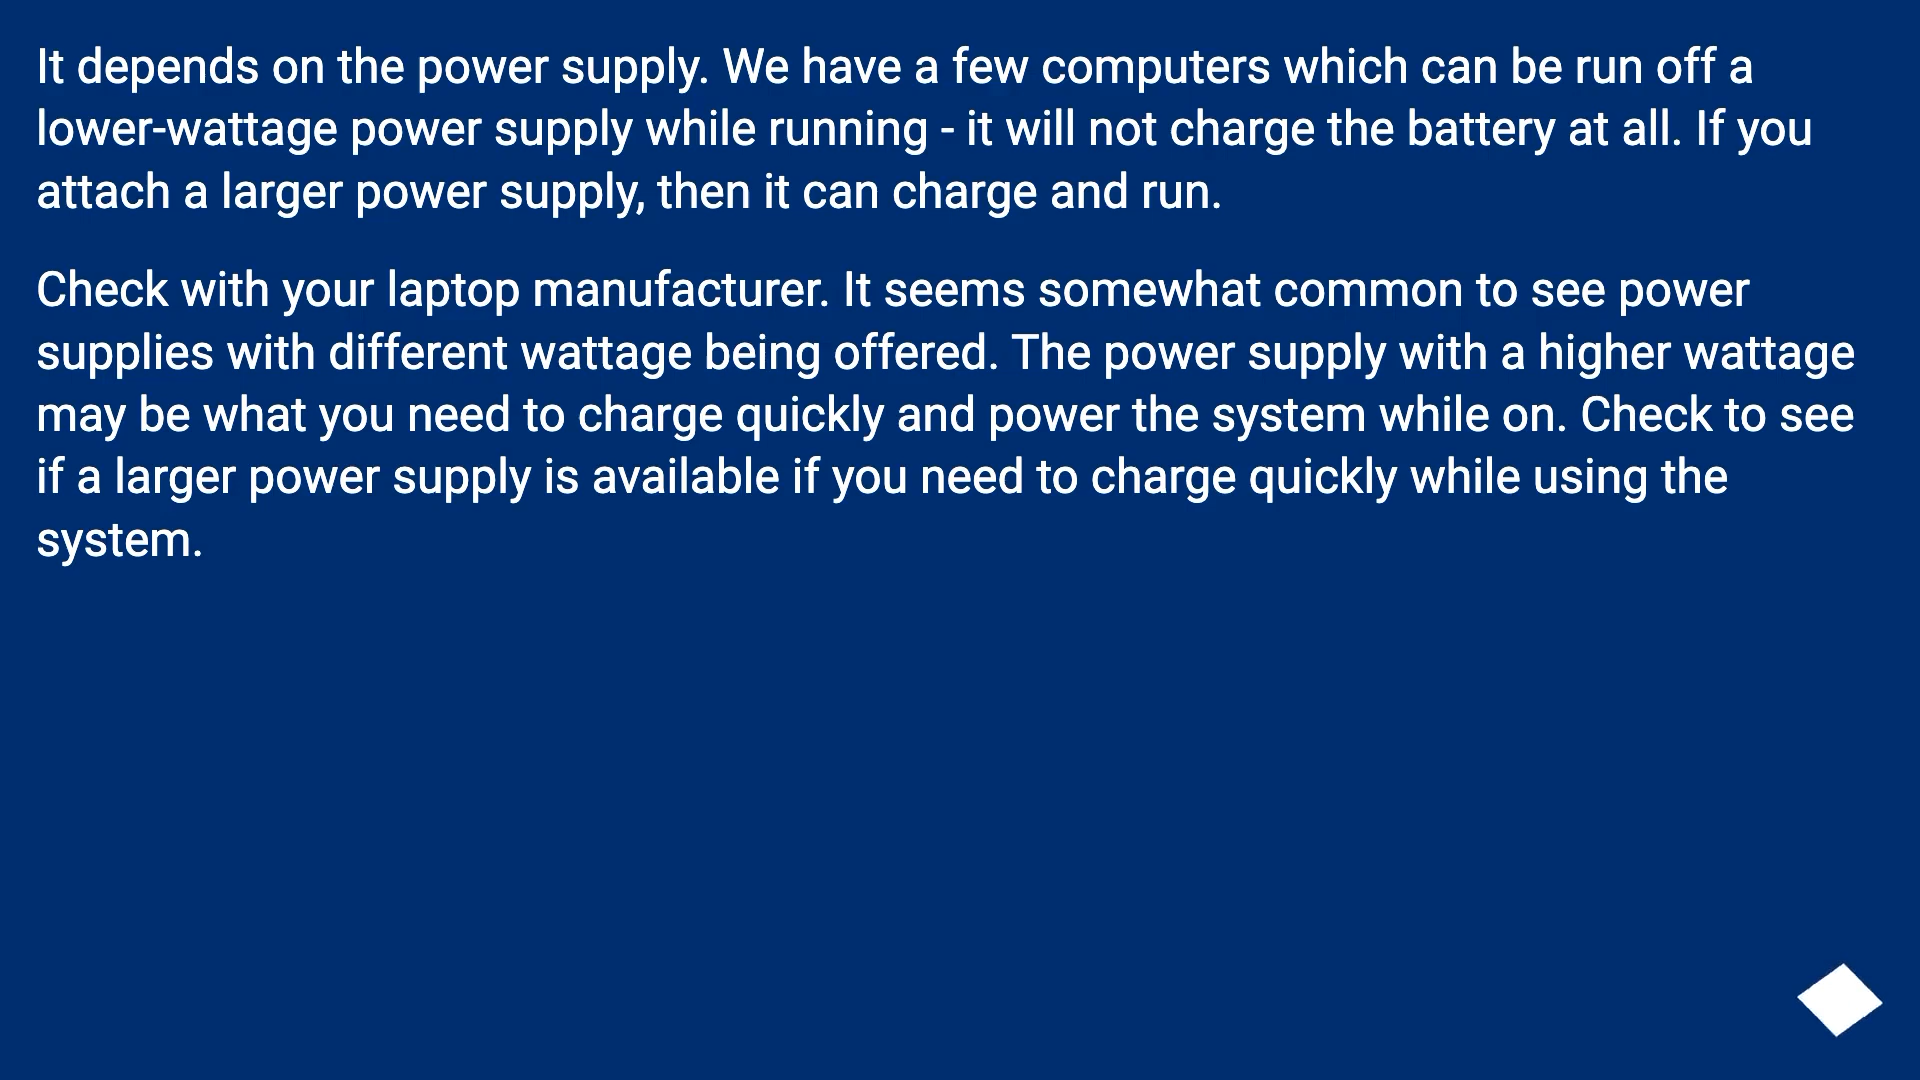 It depends on the power supply. We have a few computers which can be run off a
lower-wattage power supply while running - it will not charge the battery at all. If you
attach a larger power supply, then it can charge and run.
Check with your laptop manufacturer. It seems somewhat common to see power
supplies with different wattage being offered. The power supply with a higher wattage
may be what you need to charge quickly and power the system while on. Check to see
if a larger power supply is available if you need to charge quickly while using the
system.